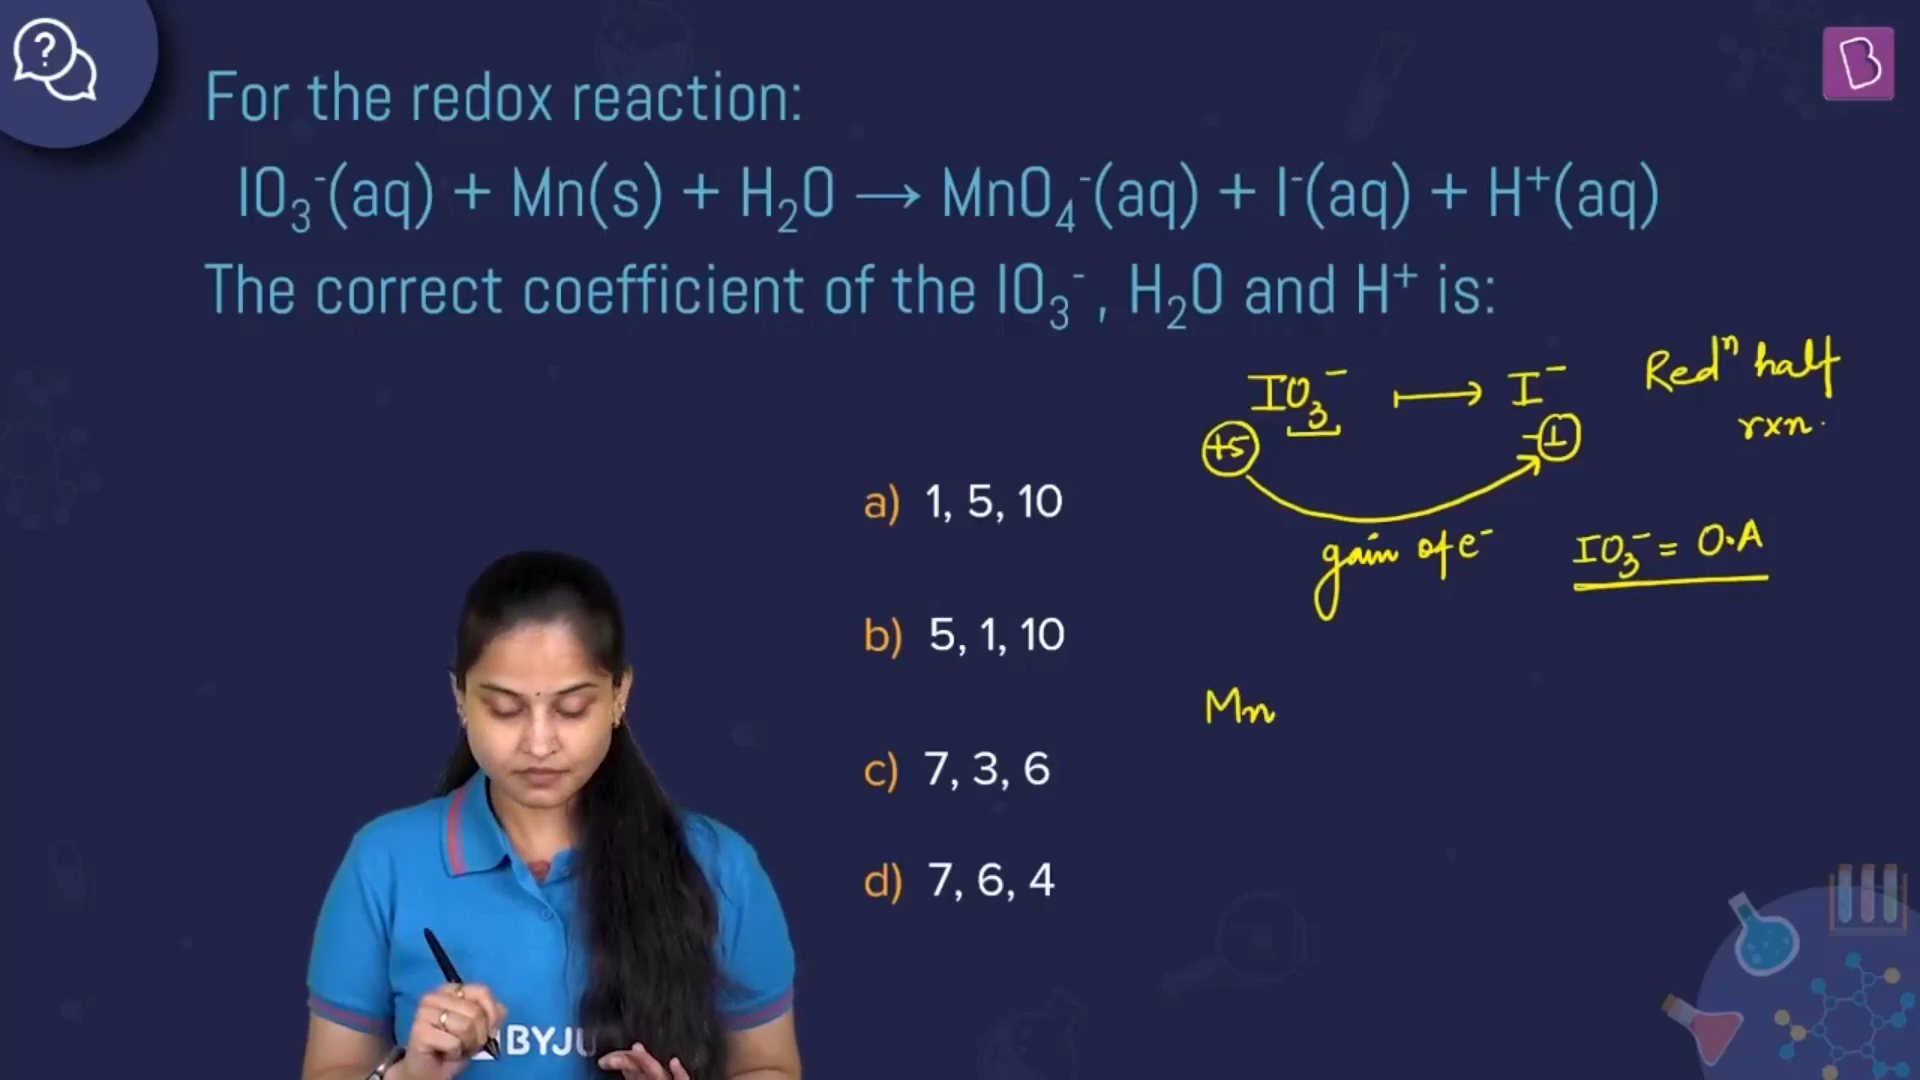 For the redox reaction:
IO₃⁻(aq) + Mn(s) + H₂O → MnO₄⁻(aq) + I⁻(aq) + H⁺(aq)
The correct coefficient of the IO₃⁻, H₂O and H⁺ is:
IO₃⁻ ⟼ I⁻
+5
-1
Redⁿ half
rxn.
gain of e⁻
IO₃⁻ = O.A
a) 1, 5, 10
b) 5, 1, 10
Mn
c) 7, 3, 6
d) 7, 6, 4
B
?